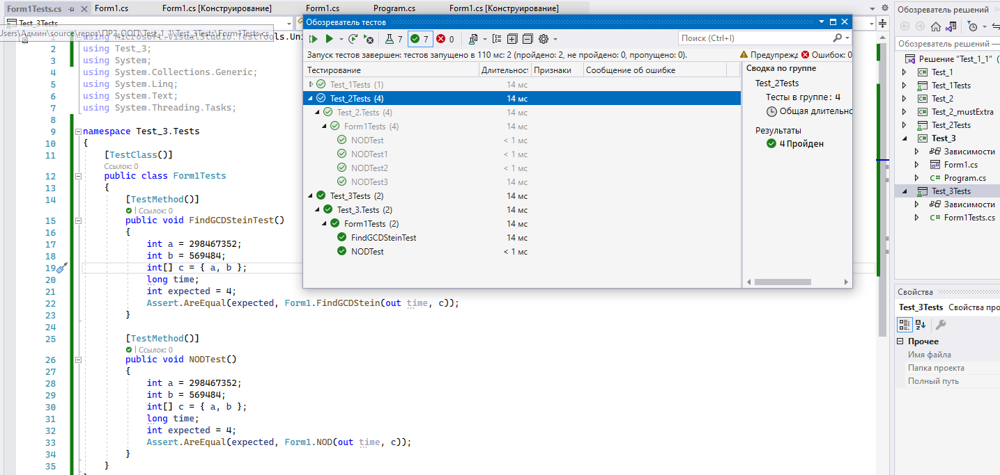 Form1Tests.cs
Form1.cs
Form1.cs [Конструирование]
Form1.cs
Program.cs
Form1.cs [Конструирование]
Test_3Tests
Users\Админ\source\repos\ПР2_ООП\Test_1_1\Test_3Tests\Form1Tests.cs
1 using Microsoft.VisualStudio.TestTools.Uni
2 using Test_3;
3 using System;
4 using System.Collections.Generic;
5 using System.Linq;
6 using System.Text;
7 using System.Threading.Tasks;
8
9 namespace Test_3.Tests
10 {
11 [TestClass()]
Ссылок: 0
12 public class Form1Tests
13 {
14 [TestMethod()]
| Ссылок: 0
15 public void FindGCDSteinTest()
16 {
17 int a = 298467352;
18 int b = 569484;
19 int[] c = { a, b };
20 long time;
21 int expected = 4;
22 Assert.AreEqual(expected, Form1.FindGCDStein(out time, c));
23 }
24
25 [TestMethod()]
| Ссылок: 0
26 public void NODTest()
27 {
28 int a = 298467352;
29 int b = 569484;
30 int[] c = { a, b };
31 long time;
32 int expected = 4;
33 Assert.AreEqual(expected, Form1.NOD(out time, c));
34 }
35 }
Обозреватель тестов
7 7 0
Поиск (Ctrl+I)
Запуск тестов завершен: тестов запущено в 110 мс: 2 (пройдено: 2, не пройдено: 0, пропущено: 0).
Предупрежд
Ошибок: 0
Тестирование Длительност Признаки Сообщение об ошибке
Test_1Tests (1) 14 мс
Test_2Tests (4) 14 мс
Test_2.Tests (4) 14 мс
Form1Tests (4) 14 мс
NODTest < 1 мс
NODTest1 < 1 мс
NODTest2 < 1 мс
NODTest3 14 мс
Test_3Tests (2) 14 мс
Test_3.Tests (2) 14 мс
Form1Tests (2) 14 мс
FindGCDSteinTest 14 мс
NODTest < 1 мс
Сводка по группе
Test_2Tests
Тесты в группе: 4
Общая длительно
Результаты
4 Пройден
Обозреватель решений
Обозреватель решений —
Решение "Test_1_1" (
C# Test_1
Test_1Tests
C# Test_2
C# Test_2_mustExtra
Test_2Tests
C# Test_3
Зависимости
Form1.cs
C# Program.cs
Test_3Tests
Зависимости
C# Form1Tests.cs
Свойства
Test_3Tests Свойства про
Прочее
Имя файла
Папка проекта
Полный путь